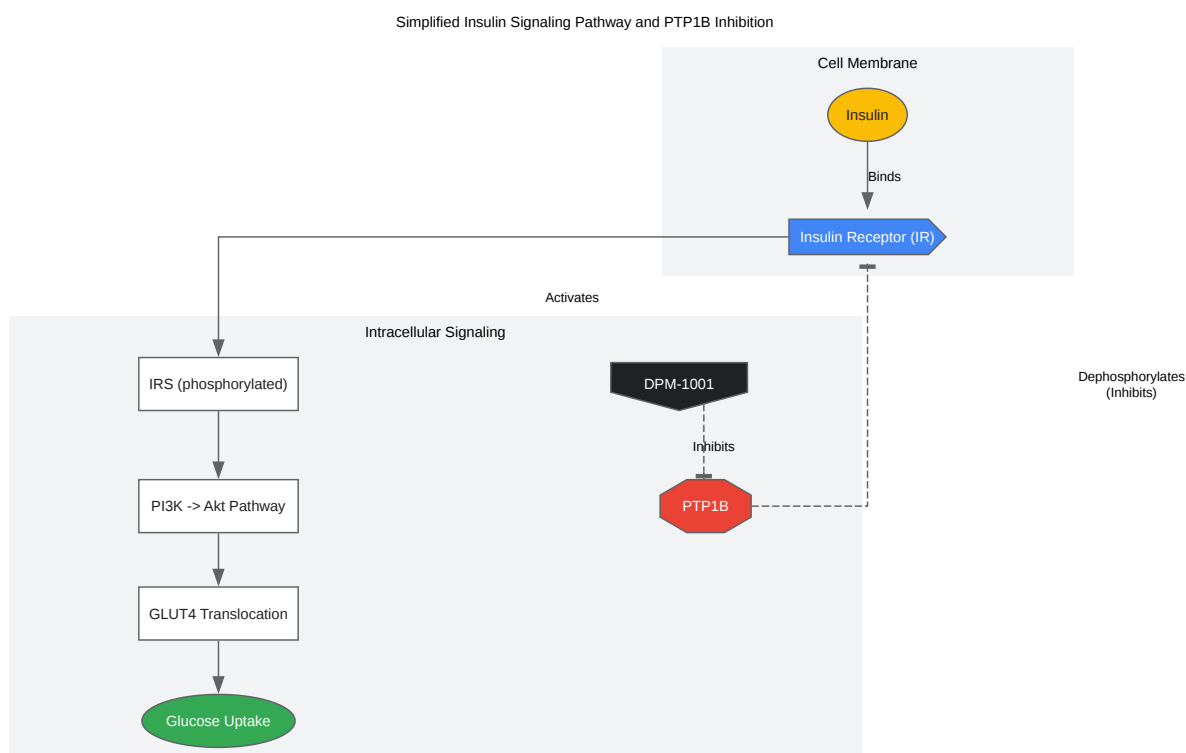 Simplified Insulin Signaling Pathway and PTP1B Inhibition
Cell Membrane
Insulin
Binds
Insulin Receptor (IR)
Activates
Intracellular Signaling
IRS (phosphorylated)
DPM-1001
Dephosphorylates
(Inhibits)
Inhibits
PI3K -> Akt Pathway
PTP1B
GLUT4 Translocation
Glucose Uptake